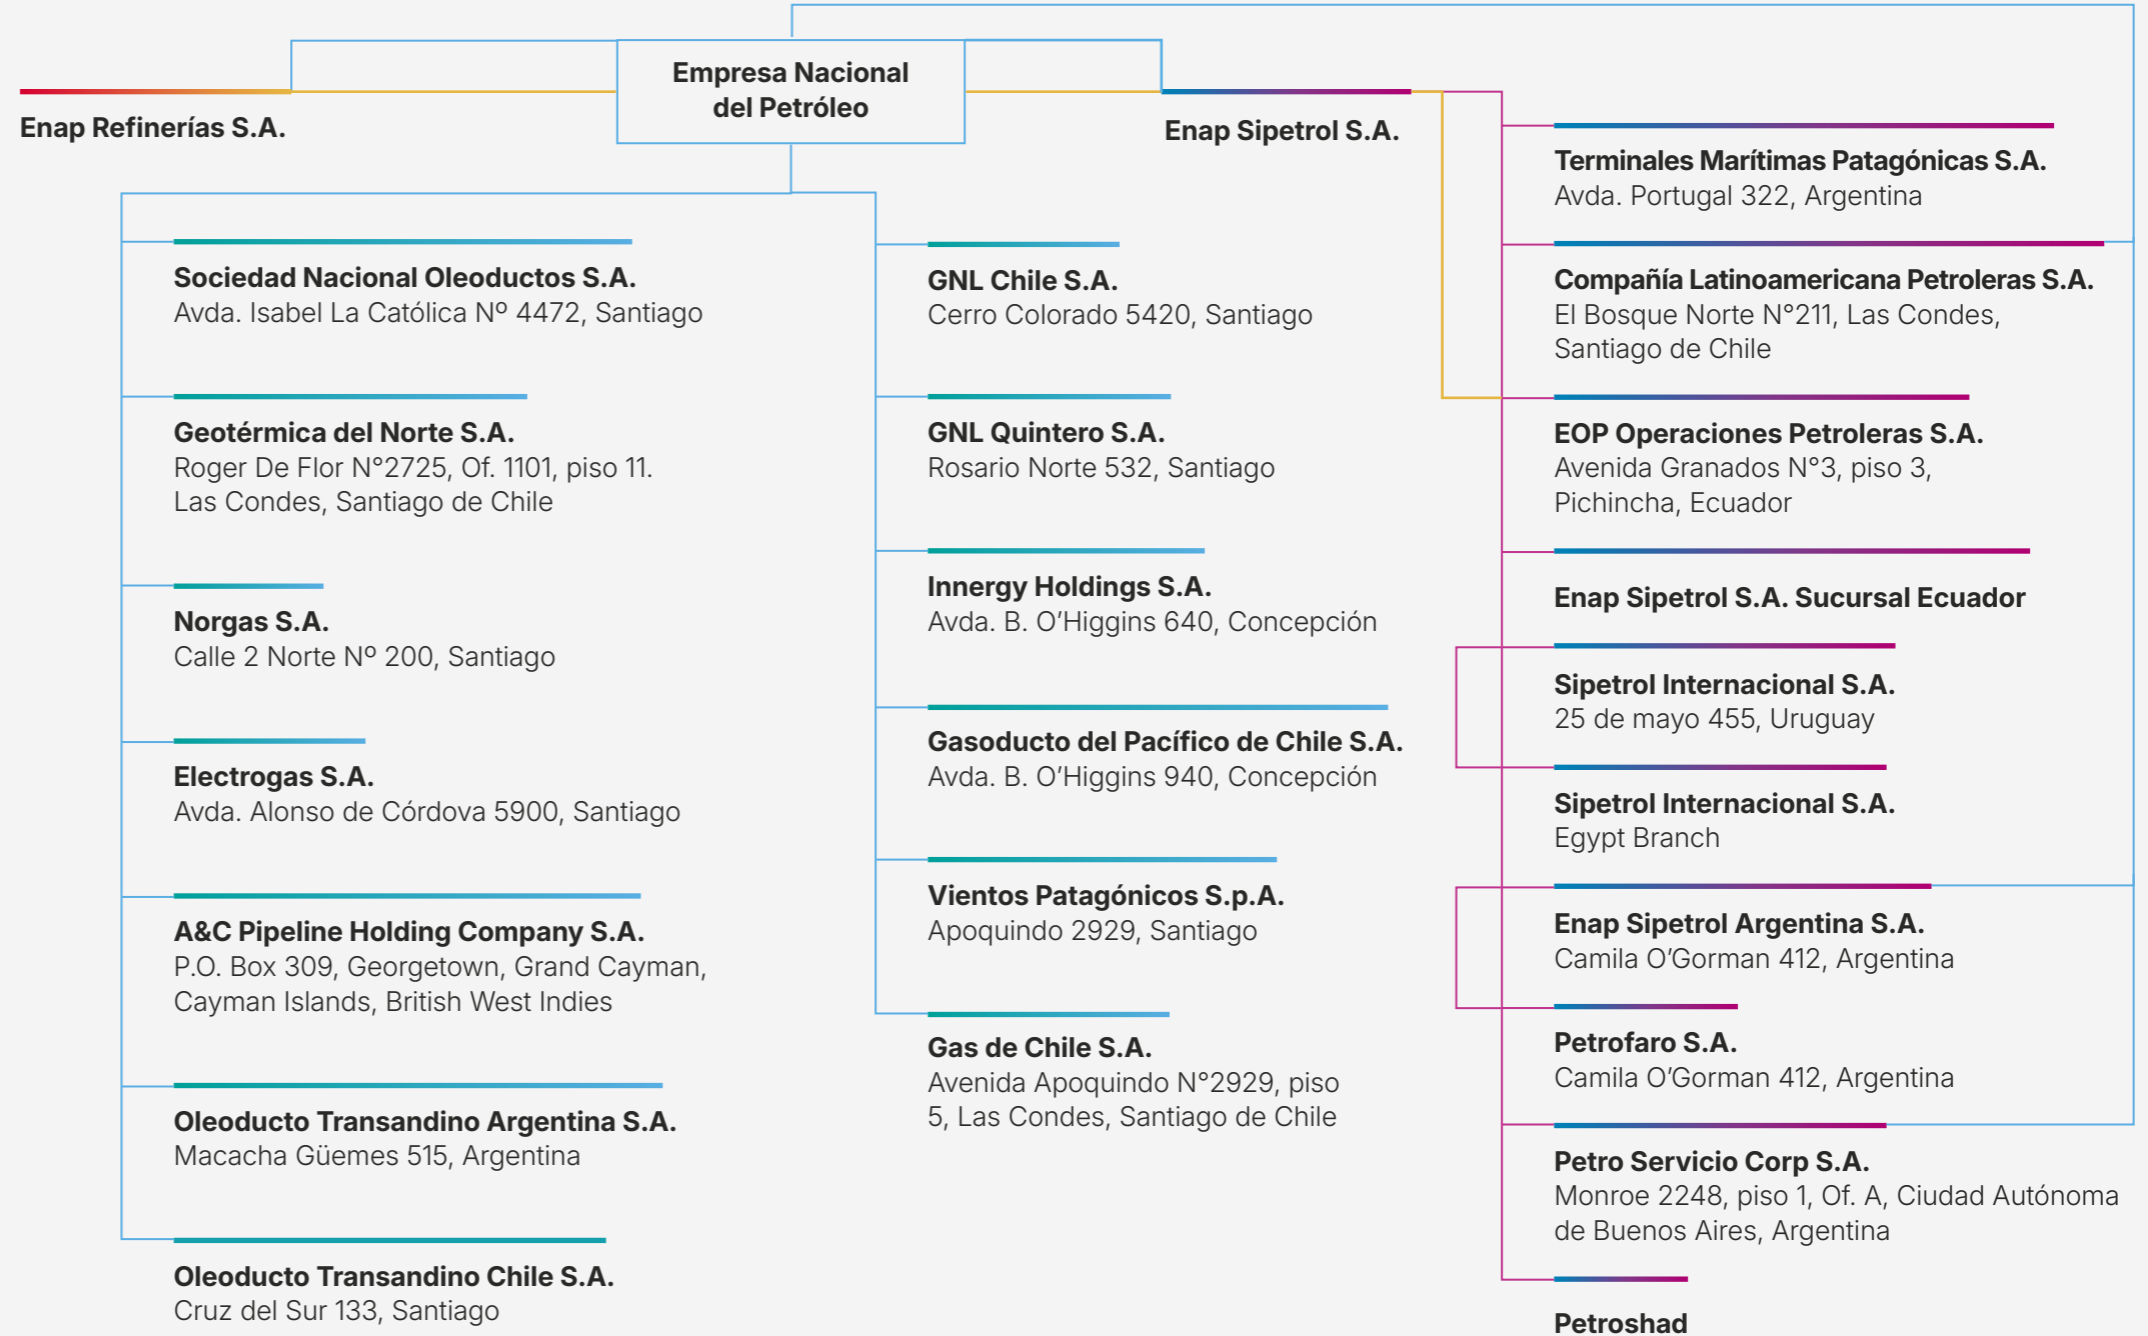 Empresa Nacional
del Petróleo
Enap Refinerías S.A.
Enap Sipetrol S.A.
Sociedad Nacional Oleoductos S.A.
Avda. Isabel La Católica Nº 4472, Santiago
Geotérmica del Norte S.A.
Roger De Flor N°2725, Of. 1101, piso 11.
Las Condes, Santiago de Chile
Norgas S.A.
Calle 2 Norte Nº 200, Santiago
Electrogas S.A.
Avda. Alonso de Córdova 5900, Santiago
A&C Pipeline Holding Company S.A.
P.O. Box 309, Georgetown, Grand Cayman,
Cayman Islands, British West Indies
Oleoducto Transandino Argentina S.A.
Macacha Güemes 515, Argentina
Oleoducto Transandino Chile S.A.
Cruz del Sur 133, Santiago
GNL Chile S.A.
Cerro Colorado 5420, Santiago
GNL Quintero S.A.
Rosario Norte 532, Santiago
Innergy Holdings S.A.
Avda. B. O’Higgins 640, Concepción
Gasoducto del Pacífico de Chile S.A.
Avda. B. O’Higgins 940, Concepción
Vientos Patagónicos S.p.A.
Apoquindo 2929, Santiago
Gas de Chile S.A.
Avenida Apoquindo N°2929, piso
5, Las Condes, Santiago de Chile
Terminales Marítimas Patagónicas S.A.
Avda. Portugal 322, Argentina
Compañía Latinoamericana Petroleras S.A.
El Bosque Norte N°211, Las Condes,
Santiago de Chile
EOP Operaciones Petroleras S.A.
Avenida Granados N°3, piso 3,
Pichincha, Ecuador
Enap Sipetrol S.A. Sucursal Ecuador
Sipetrol Internacional S.A.
25 de mayo 455, Uruguay
Sipetrol Internacional S.A.
Egypt Branch
Enap Sipetrol Argentina S.A.
Camila O’Gorman 412, Argentina
Petrofaro S.A.
Camila O’Gorman 412, Argentina
Petro Servicio Corp S.A.
Monroe 2248, piso 1, Of. A, Ciudad Autónoma
de Buenos Aires, Argentina
Petroshad